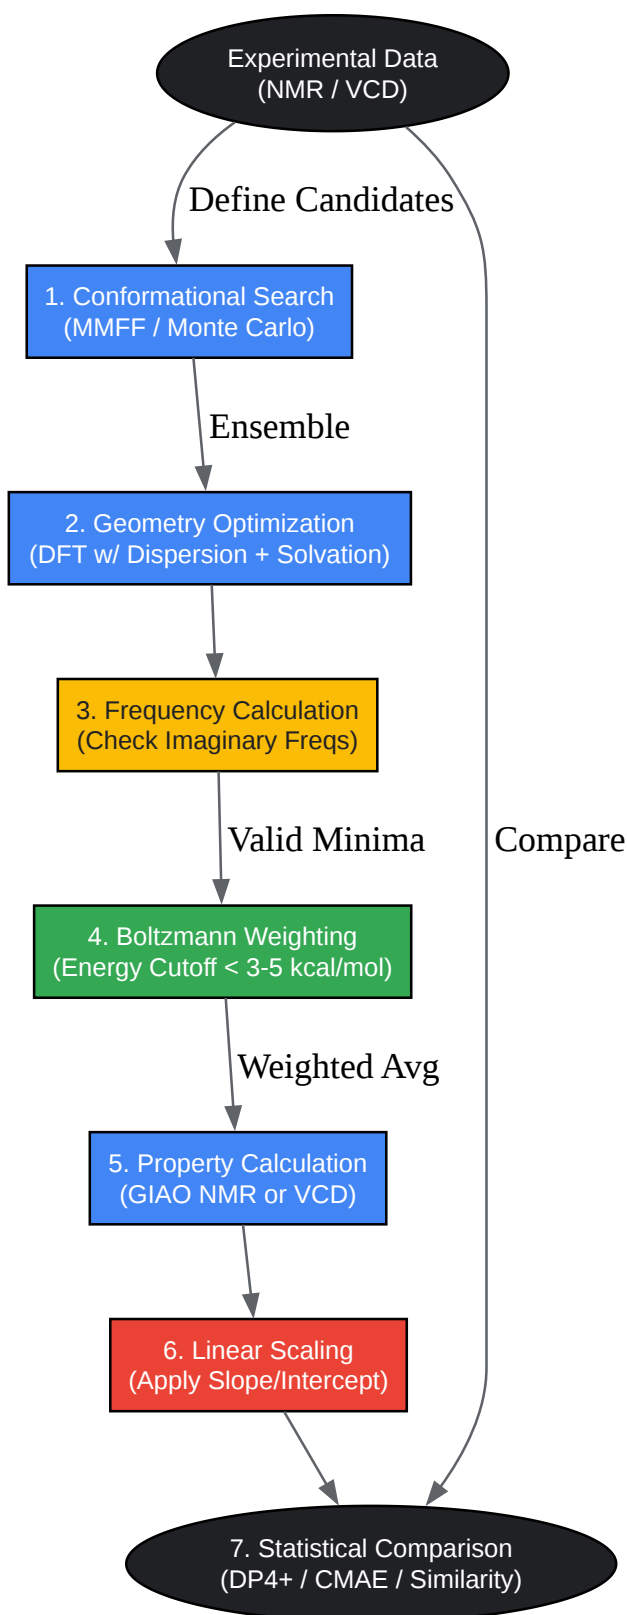 Experimental Data
(NMR / VCD)
Define Candidates
1. Conformational Search
(MMFF / Monte Carlo)
Ensemble
2. Geometry Optimization
(DFT w/ Dispersion + Solvation)
3. Frequency Calculation
(Check Imaginary Freqs)
Valid Minima
Compare
4. Boltzmann Weighting
(Energy Cutoff < 3-5 kcal/mol)
Weighted Avg
5. Property Calculation
(GIAO NMR or VCD)
6. Linear Scaling
(Apply Slope/Intercept)
7. Statistical Comparison
(DP4+ / CMAE / Similarity)